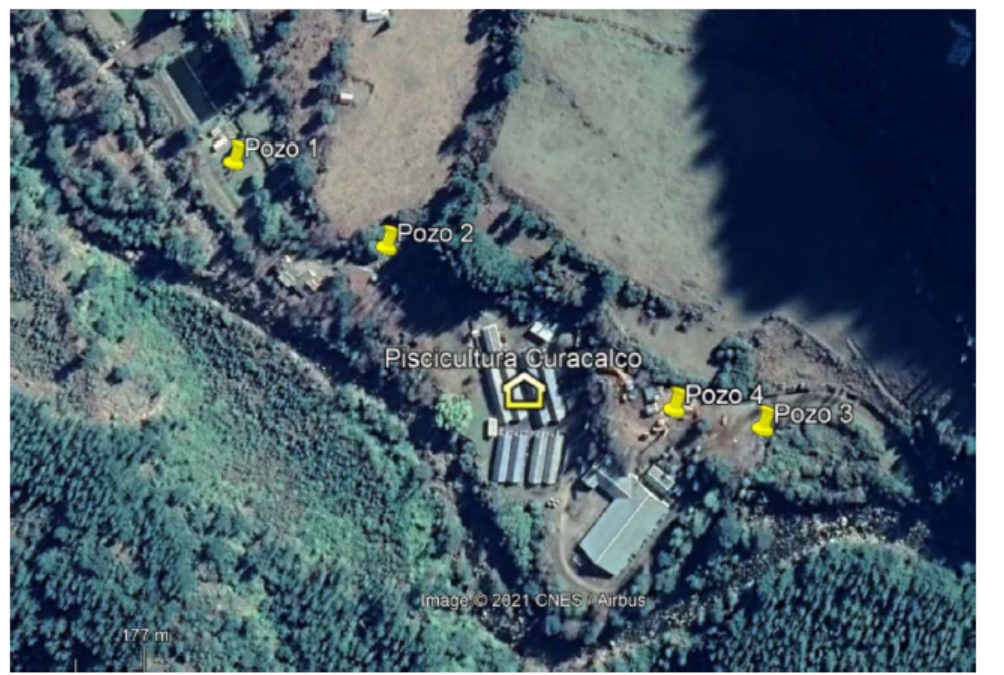 Pozo 1
Pozo 2
Piscicultura Curacalco
Pozo 4
Pozo 3
Image © 2021 CNES / Airbus
177 m